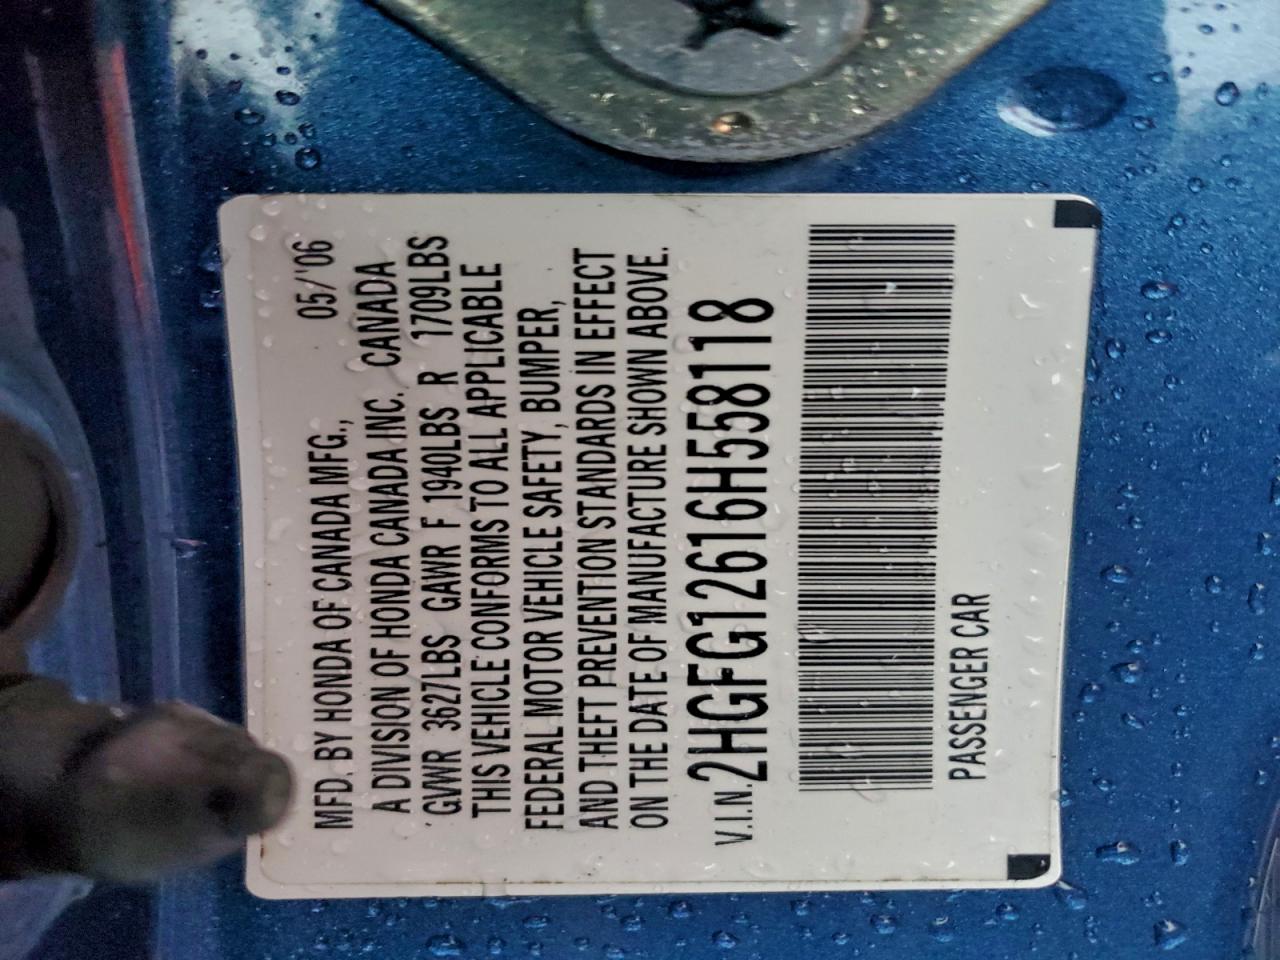 MFD. BY HONDA OF CANADA MFG., 05/'06
A DIVISION OF HONDA CANADA INC. CANADA
GVWR 3627LBS GAWR F 1940LBS R 1709LBS
THIS VEHICLE CONFORMS TO ALL APPLICABLE
FEDERAL MOTOR VEHICLE SAFETY, BUMPER,
AND THEFT PREVENTION STANDARDS IN EFFECT
ON THE DATE OF MANUFACTURE SHOWN ABOVE.
V.I.N. 2HGFG12616H558118
PASSENGER CAR